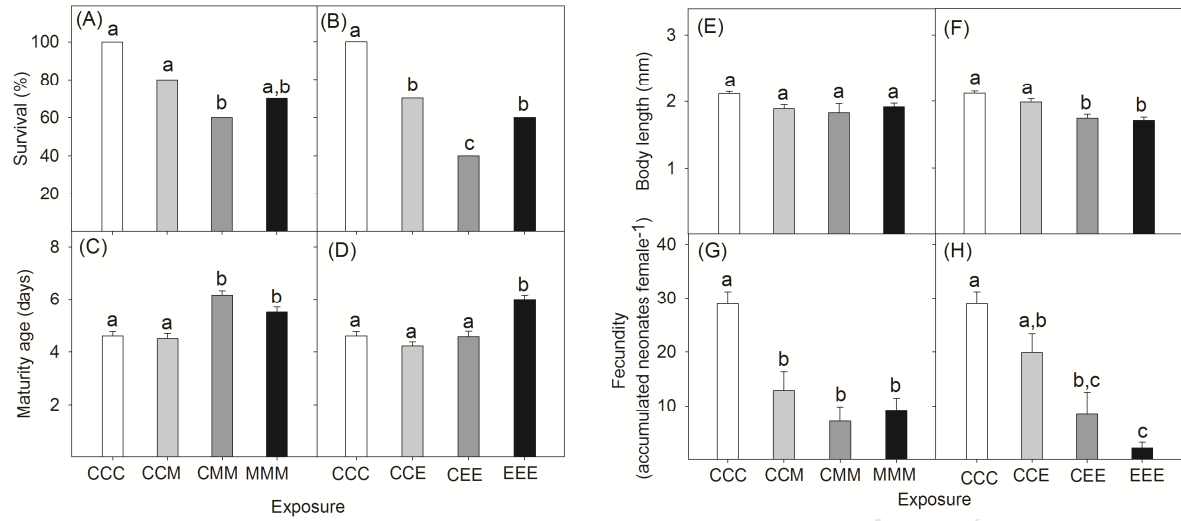 (A)
a
a
b
a,b
100
80
60
40
20
Survival (%)
(B)
a
b
c
b
(C)
a
a
b
b
8
6
4
2
Maturity age (days)
CCC CCM CMM MMM
(D)
a
a
a
b
CCC CCE CEE EEE
Exposure
(E)
a
a
a
a
3
2
1
Body length (mm)
(F)
a
a
b
b
(G)
a
b
b
b
40
30
20
10
Fecundity
(accumulated neonates female-1)
CCC CCM CMM MMM
(H)
a
a,b
b,c
c
CCC CCE CEE EEE
Exposure